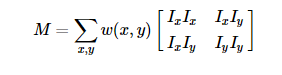 M = \sum_{x,y} w(x, y) \begin{bmatrix} I_x I_x & I_x I_y \\ I_x I_y & I_y I_y \end{bmatrix}